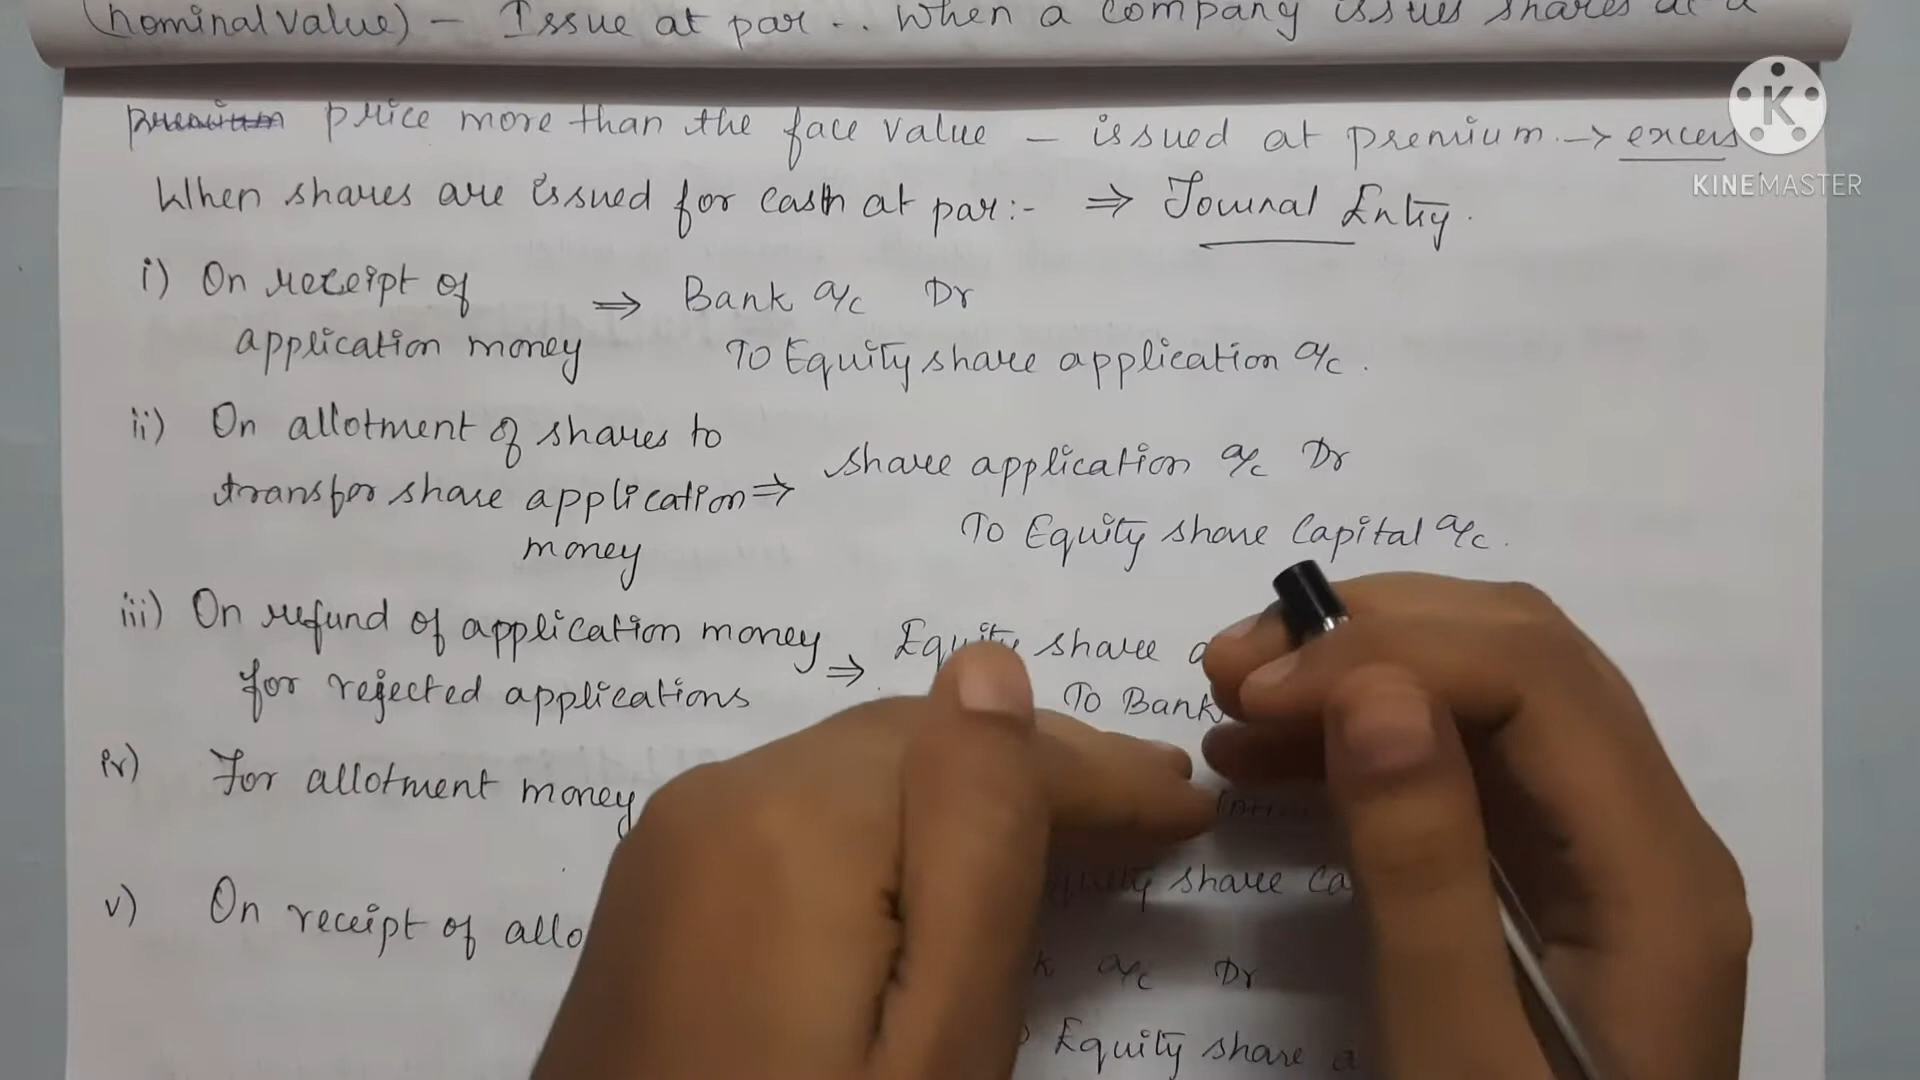 (nominal value) - Issue at par.. When a company issues shares at a
price more than the face value - issued at premium. →
When shares are issued for cash at par:- ⇒ Journal Entry.
i) On receipt of application money ⇒ Bank a/c Dr
To Equity share application a/c.
ii) On allotment of shares to transfer share application money ⇒ Share application a/c Dr
To Equity share Capital a/c.
iii) On refund of application money for rejected applications ⇒ Equity share
To Bank
iv) For allotment money
share
v) On receipt of
a/c Dr
Equity share
KINEMASTER